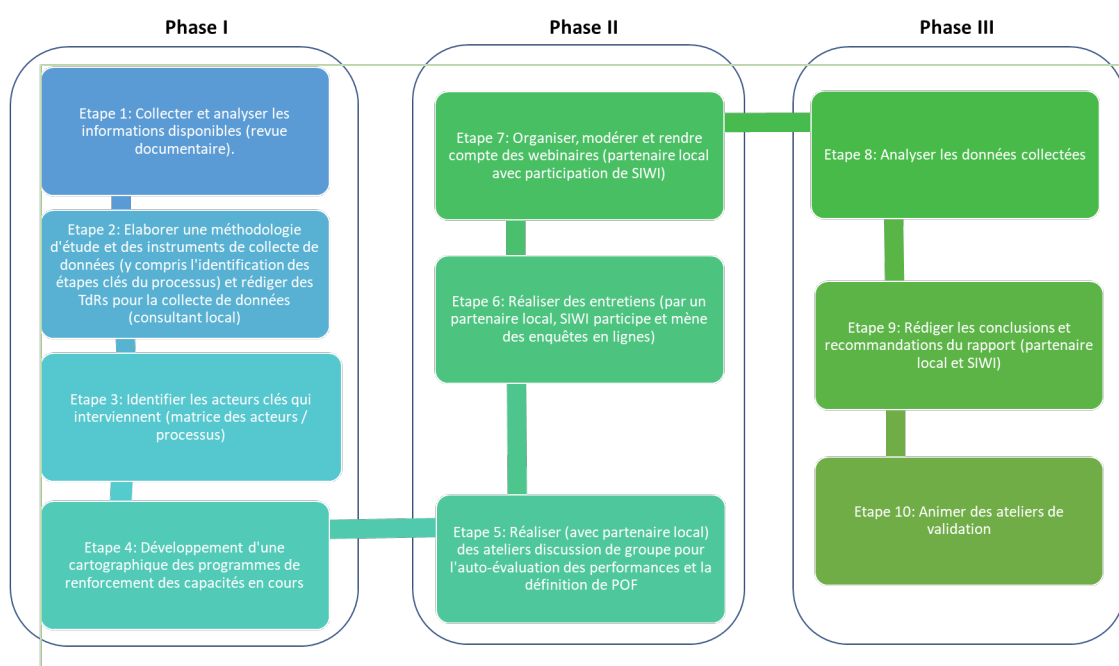 Phase I
Etape 1: Collecter et analyser les
informations disponibles (revue
documentaire).
Etape 2: Elaborer une méthodologie
d'étude et des instruments de collecte de
données (y compris l'identification des
étapes clés du processus) et rédiger des
TdRs pour la collecte de données
(consultant local)
Etape 3: Identifier les acteurs clés qui
interviennent (matrice des acteurs /
processus)
Etape 4: Développement d'une
cartographique des programmes de
renforcement des capacités en cours
Phase II
Etape 7: Organiser, modérer et rendre
compte des webinaires (partenaire local
avec participation de SIWI)
Etape 6: Réaliser des entretiens (par un
partenaire local, SIWI participe et mène
des enquêtes en lignes)
Etape 5: Réaliser (avec partenaire local)
des ateliers discussion de groupe pour
l'auto-évaluation des performances et la
définition de POF
Phase III
Etape 8: Analyser les données collectées
Etape 9: Rédiger les conclusions et
recommandations du rapport (partenaire
local et SIWI)
Etape 10: Animer des ateliers de
validation